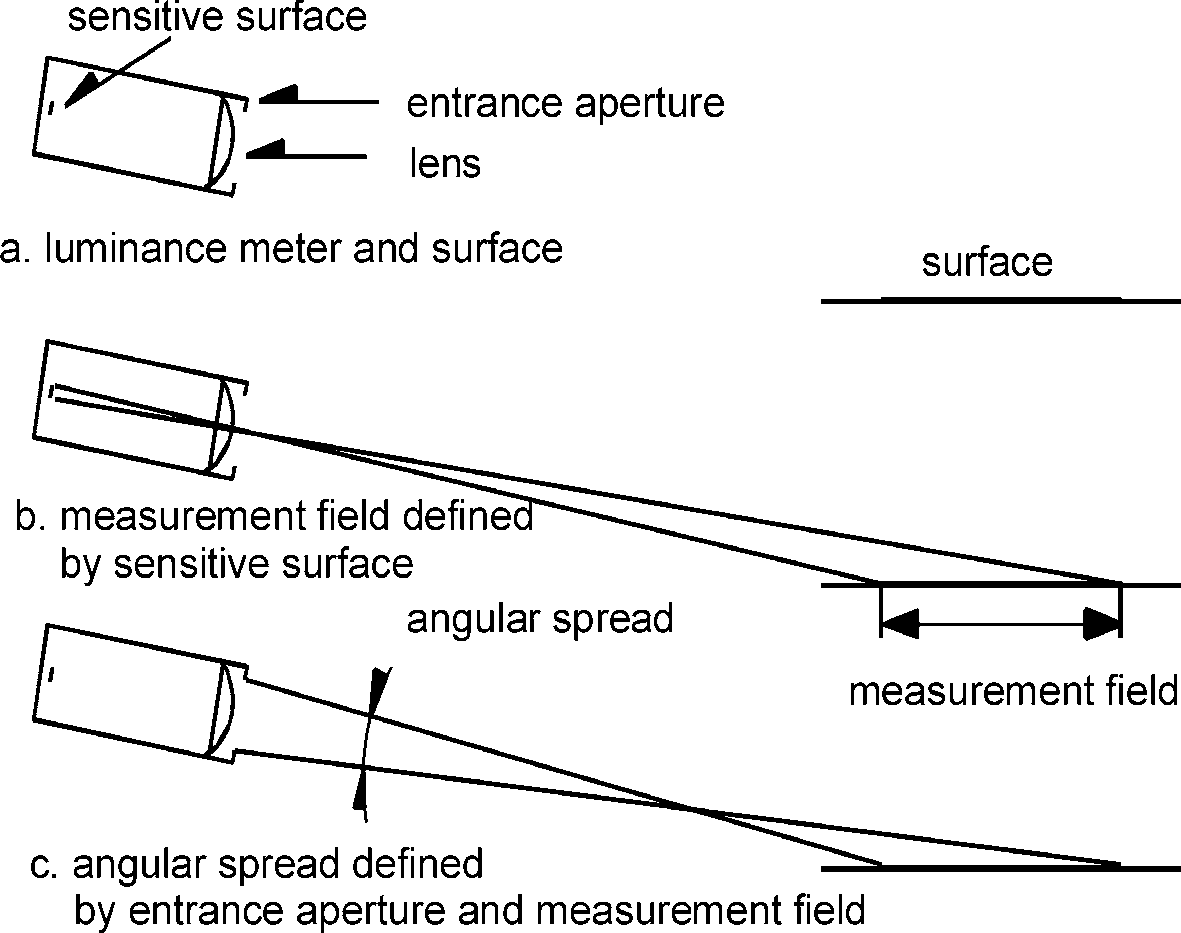 sensitive surface
entrance aperture
lens
a. luminance meter and surface
surface
b. measurement field defined
by sensitive surface
angular spread
measurement field
c. angular spread defined
by entrance aperture and measurement field